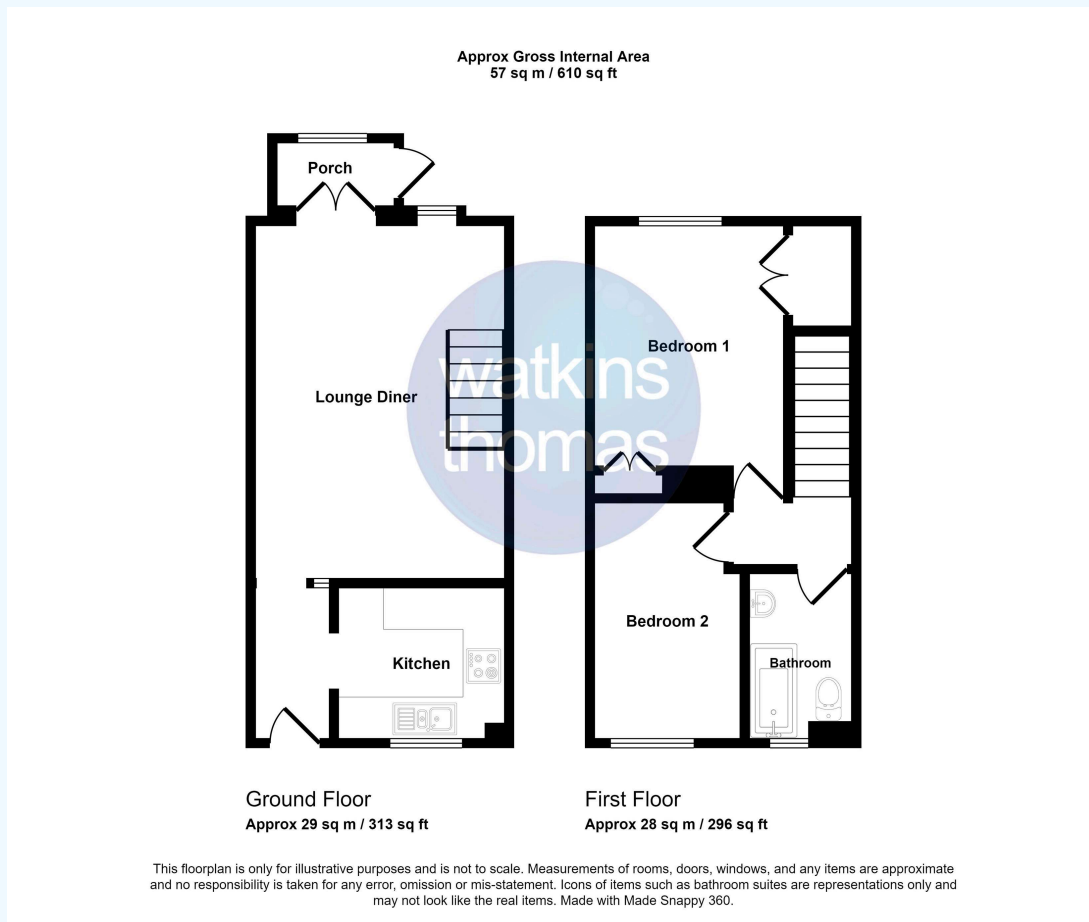 Approx Gross Internal Area
57 sq m / 610 sq ft
Porch
Bedroom 1
Lounge Diner
watkins
thomas
Bedroom 2
Kitchen
Bathroom
Ground Floor
Approx 29 sq m / 313 sq ft
First Floor
Approx 28 sq m / 296 sq ft
This floorplan is only for illustrative purposes and is not to scale. Measurements of rooms, doors, windows, and any items are approximate
and no responsibility is taken for any error, omission or mis-statement. Icons of items such as bathroom suites are representations only and
may not look like the real items. Made with Made Snappy 360.